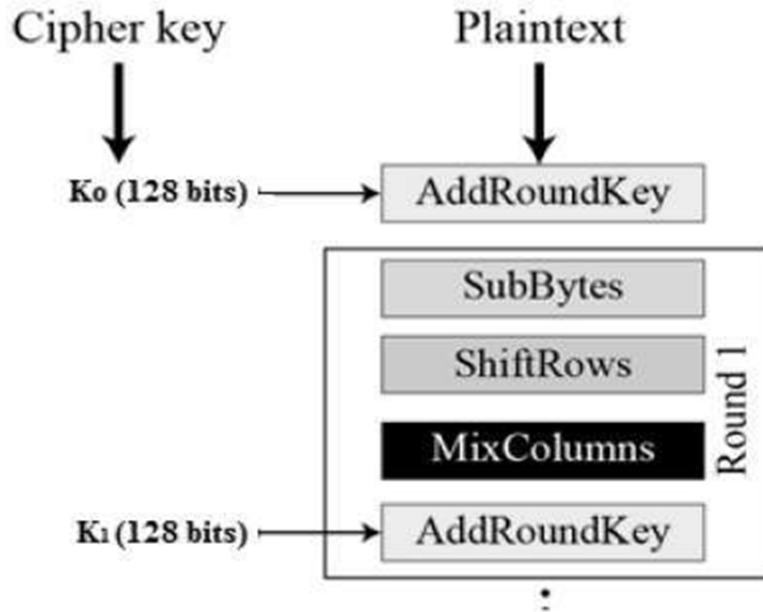 Cipher key
Plaintext
K₀ (128 bits)
AddRoundKey
SubBytes
ShiftRows
MixColumns
Round 1
K₁ (128 bits)
AddRoundKey
: